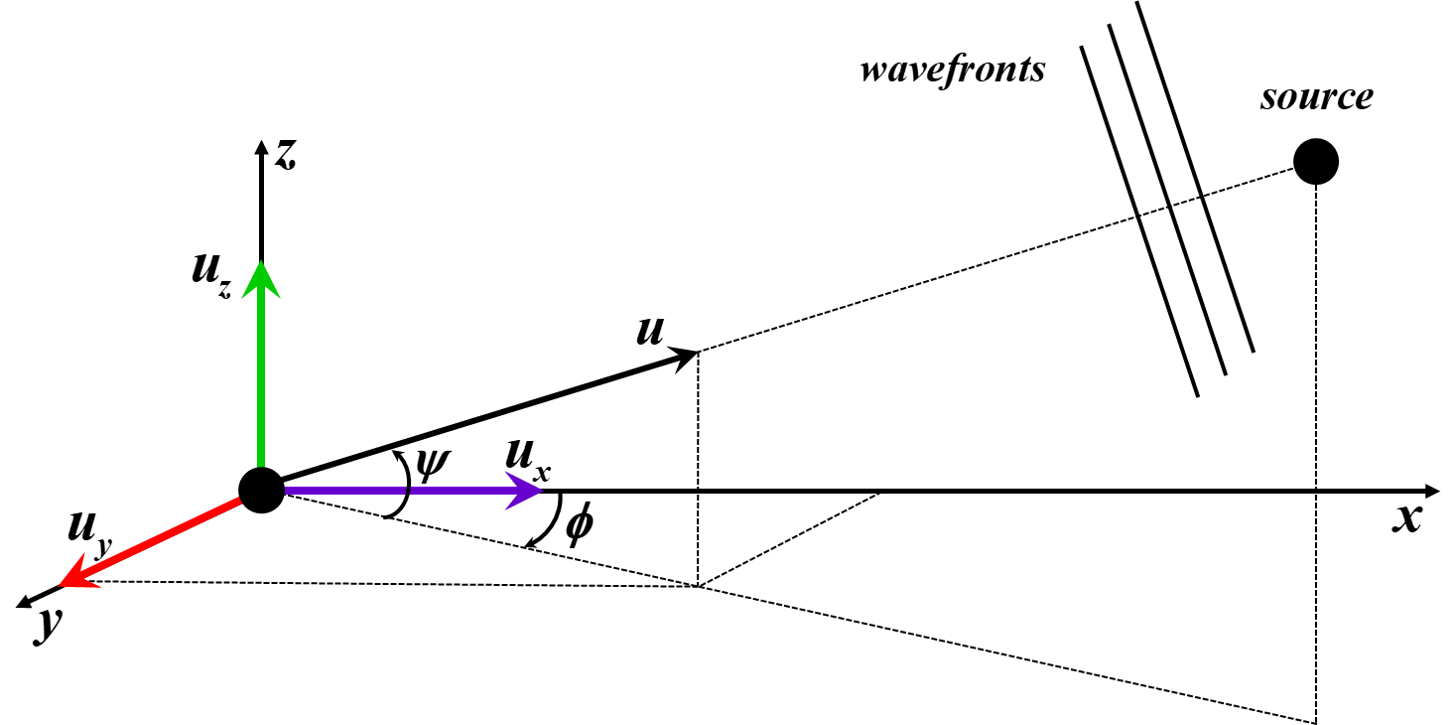 wavefronts
source
z
u_z
u
ψ
u_x
ϕ
x
u_y
y